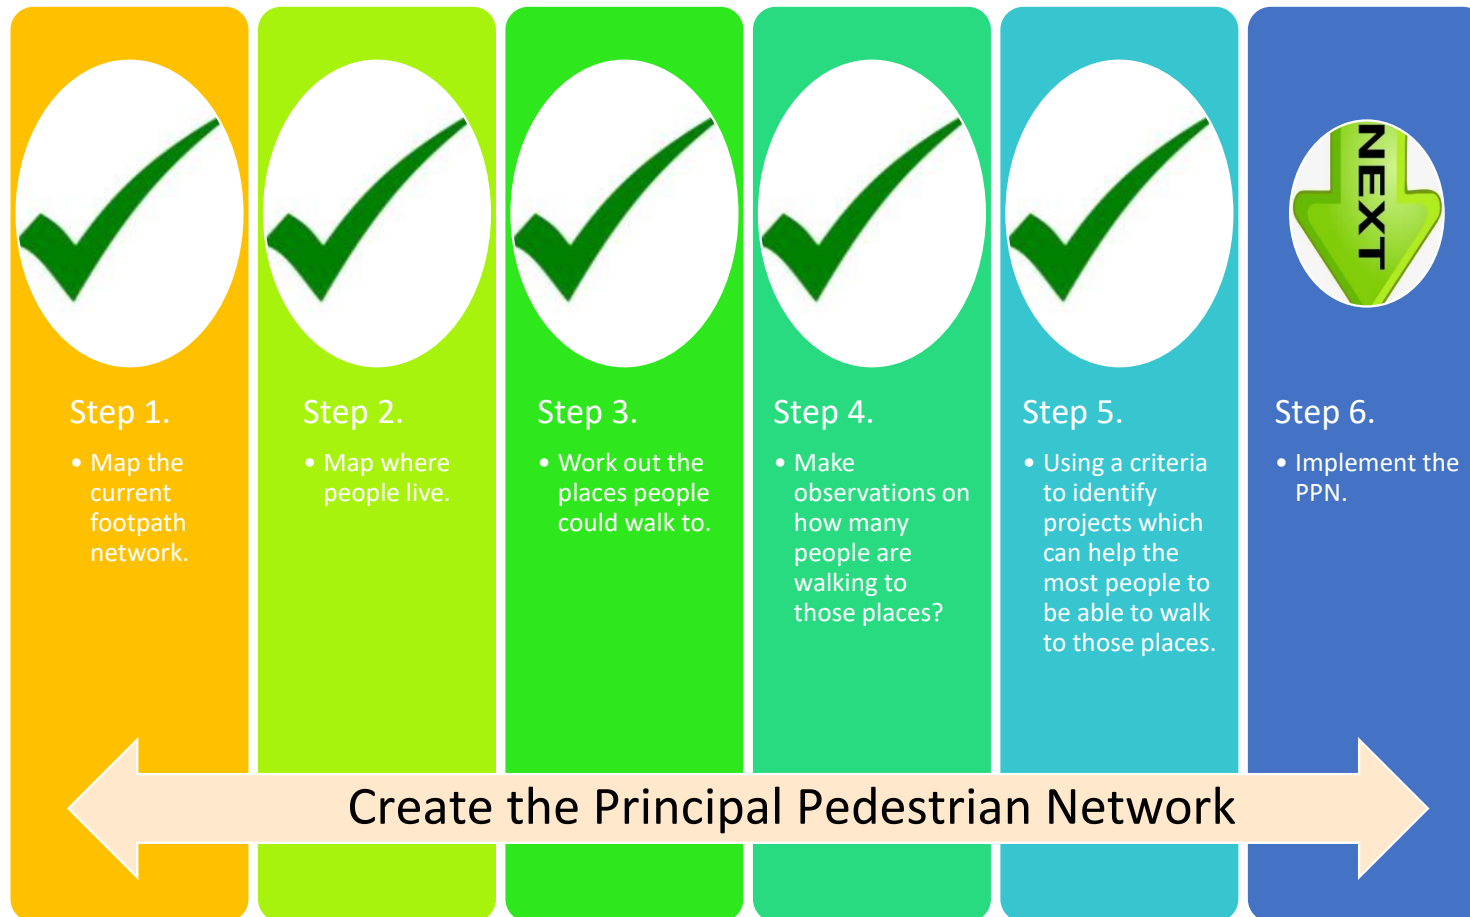 NEXT
Step 1.
• Map the
current
footpath
network.
Step 2.
• Map where
people live.
Step 3.
• Work out the
places people
could walk to.
Step 4.
• Make
observations on
how many
people are
walking to
those places?
Step 5.
• Using a criteria
to identify
projects which
can help the
most people to
be able to walk
to those places.
Step 6.
• Implement the
PPN.
Create the Principal Pedestrian Network